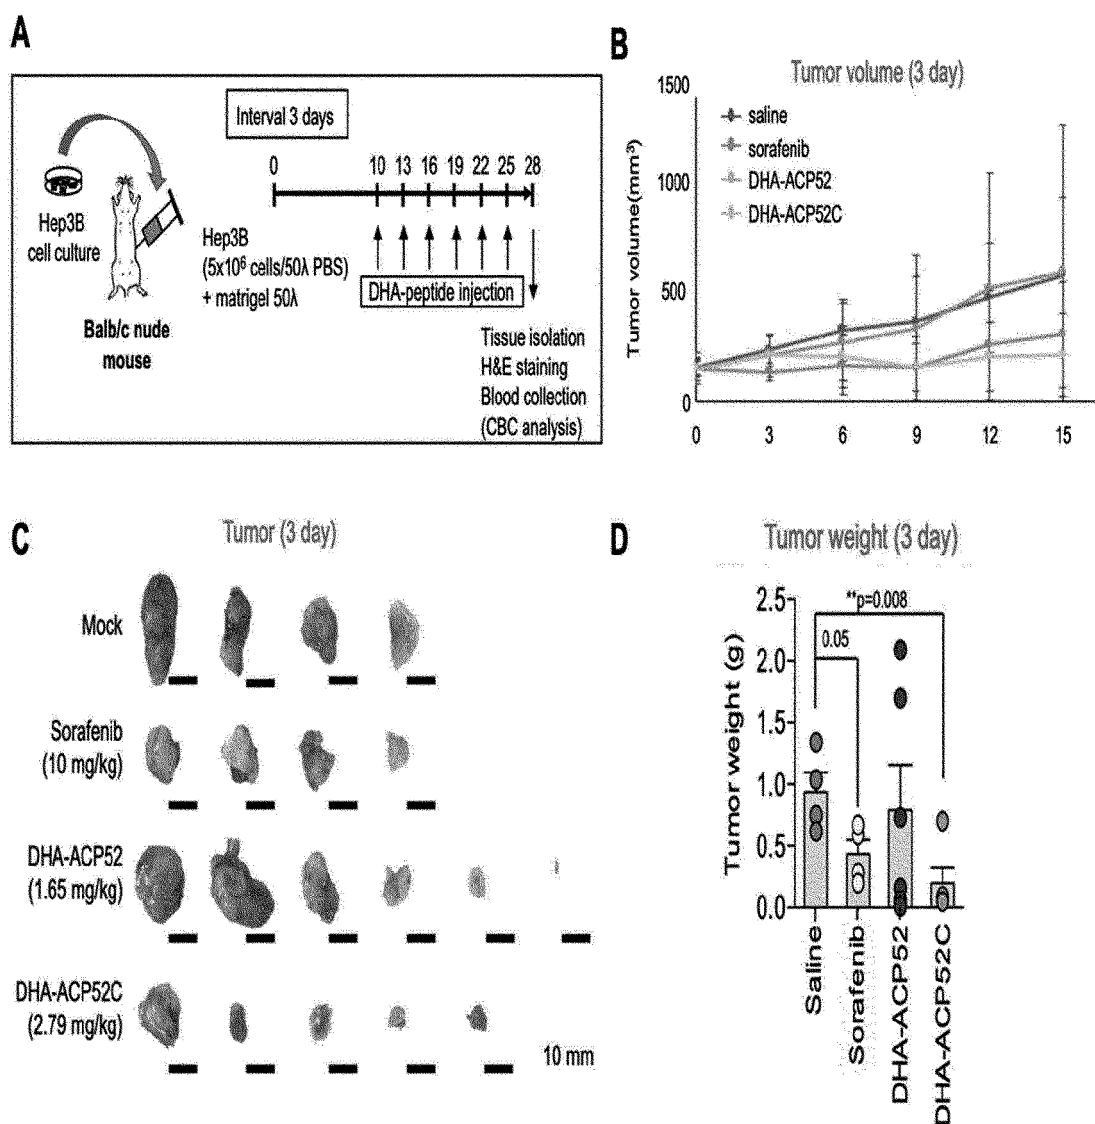 A
Interval 3 days
0 10 13 16 19 22 25 28
Hep3B
cell culture
Hep3B
(5x10⁶ cells/50λ PBS)
+ matrigel 50λ
DHA-peptide injection
Balb/c nude
mouse
Tissue isolation
H&E staining
Blood collection
(CBC analysis)
B
Tumor volume (3 day)
Tumor volume(mm³)
1500
1000
500
0
saline
sorafenib
DHA-ACP52
DHA-ACP52C
0 3 6 9 12 15
C
Tumor (3 day)
Mock
Sorafenib
(10 mg/kg)
DHA-ACP52
(1.65 mg/kg)
DHA-ACP52C
(2.79 mg/kg)
10 mm
D
Tumor weight (3 day)
Tumor weight (g)
2.5
2.0
1.5
1.0
0.5
0.0
**p=0.008
0.05
Saline
Sorafenib
DHA-ACP52
DHA-ACP52C